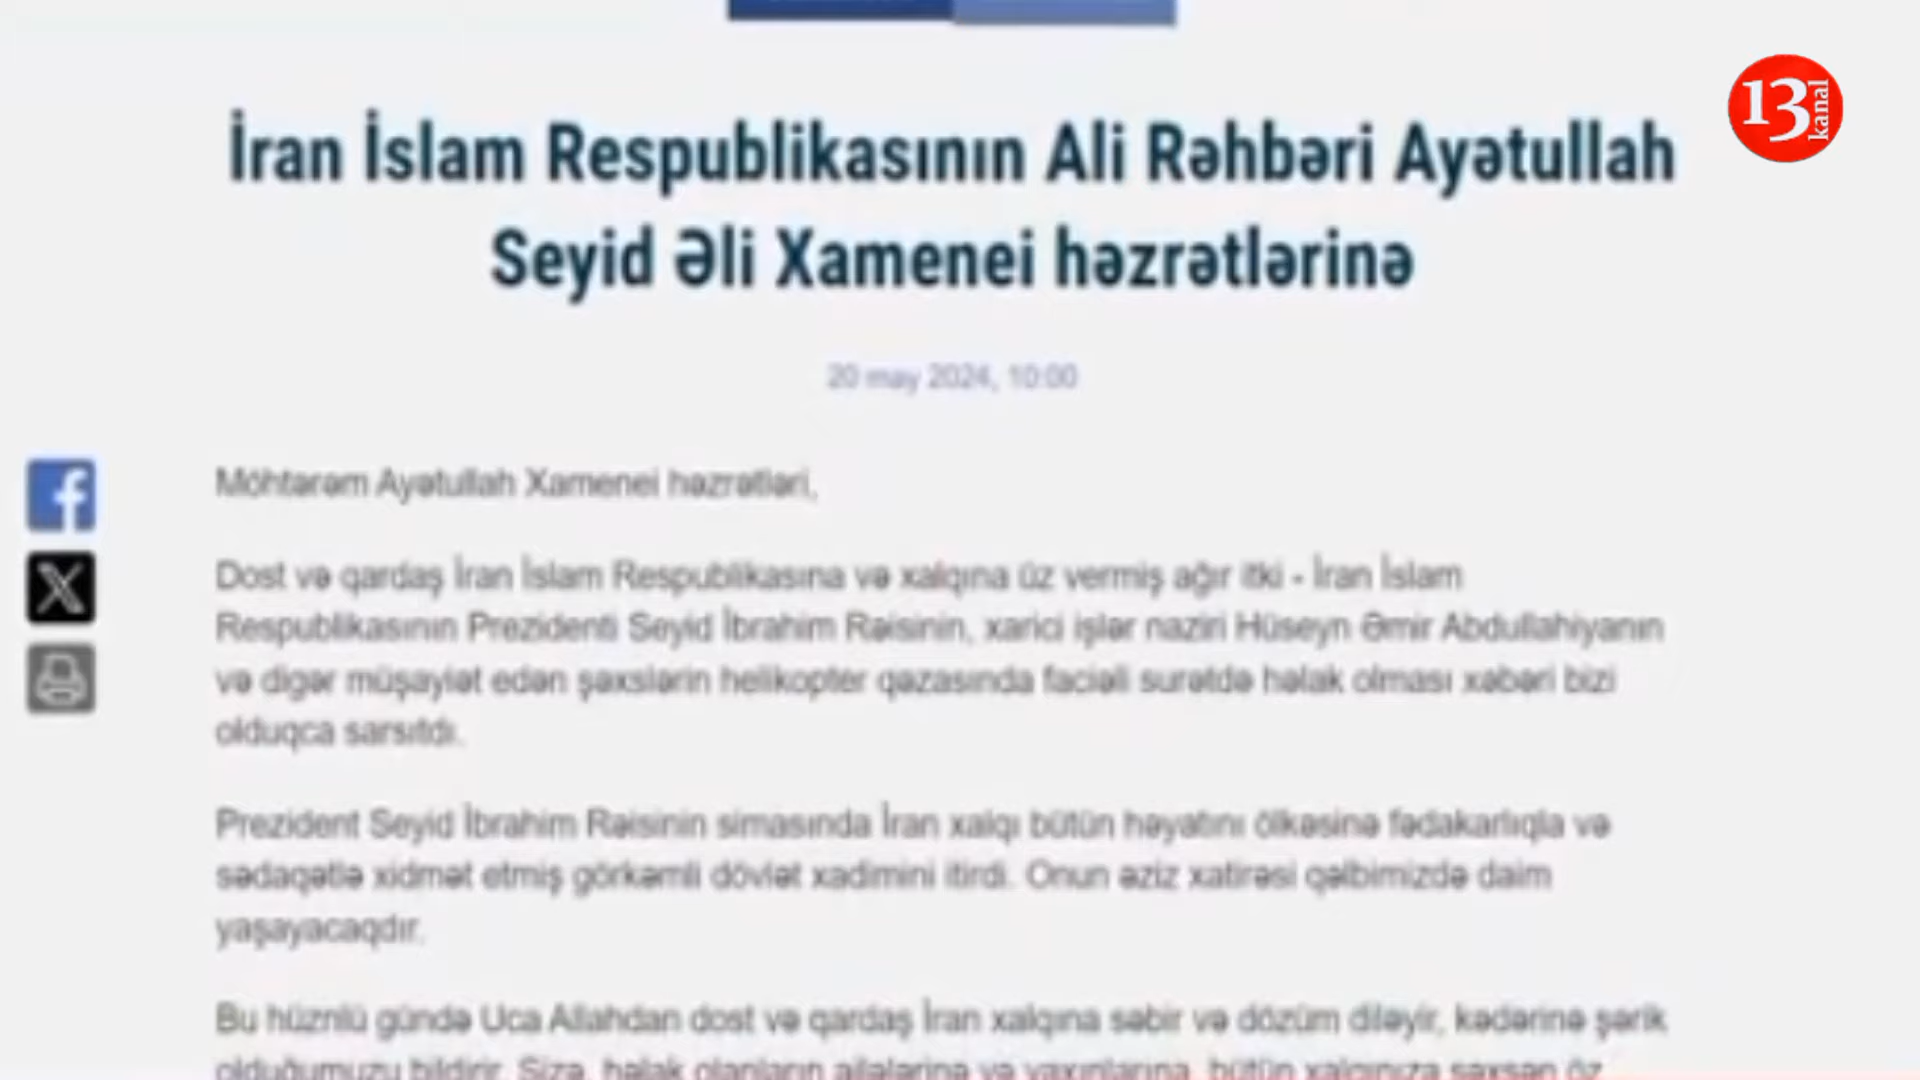 13 kanal
İran İslam Respublikasının Ali Rəhbəri Ayətullah
Seyid Əli Xamenei həzrətlərinə
20 may 2024, 10:00
Möhtərəm Ayətullah Xamenei həzrətləri,
Dost və qardaş İran İslam Respublikasına və xalqına üz vermiş ağır itki - İran İslam
Respublikasının Prezidenti Seyid İbrahim Rəisinin, xarici işlər naziri Hüseyn Əmir Abdullahiyanın
və digər müşayiət edən şəxslərin helikopter qəzasında faciəli surətdə həlak olması xəbəri bizi
olduqca sarsıtdı.
Prezident Seyid İbrahim Rəisinin simasında İran xalqı bütün həyatını ölkəsinə fədakarlıqla və
sədaqətlə xidmət etmiş görkəmli dövlət xadimini itirdi. Onun əziz xatirəsi qəlbimizdə daim
yaşayacaqdır.
Bu hüznlü gündə Uca Allahdan dost və qardaş İran xalqına səbir və dözüm diləyir, kədərinə şərik
olduğumuzu bildirir. Sizə, həlak olanların ailələrinə və yaxınlarına, bütün xalqınıza şəxsən öz